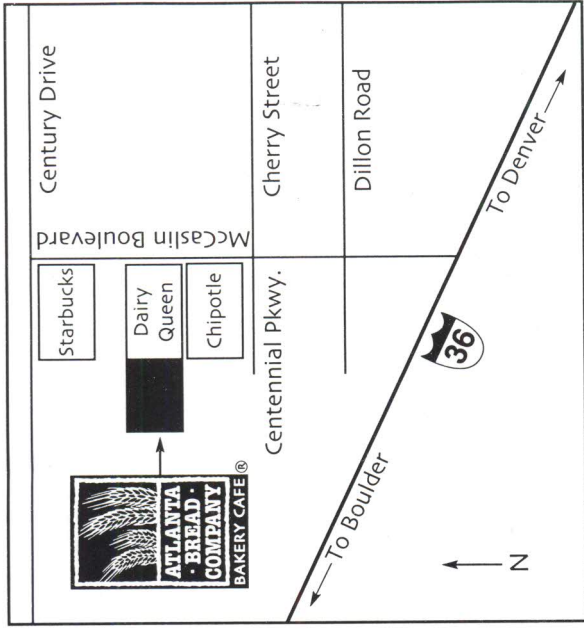 Century Drive
McCaslin Boulevard
Starbucks
Dairy
Queen
Chipotle
ATLANTA
· BREAD ·
COMPANY
BAKERY CAFE ®
Centennial Pkwy.
Cherry Street
Dillon Road
36
To Boulder
To Denver
N